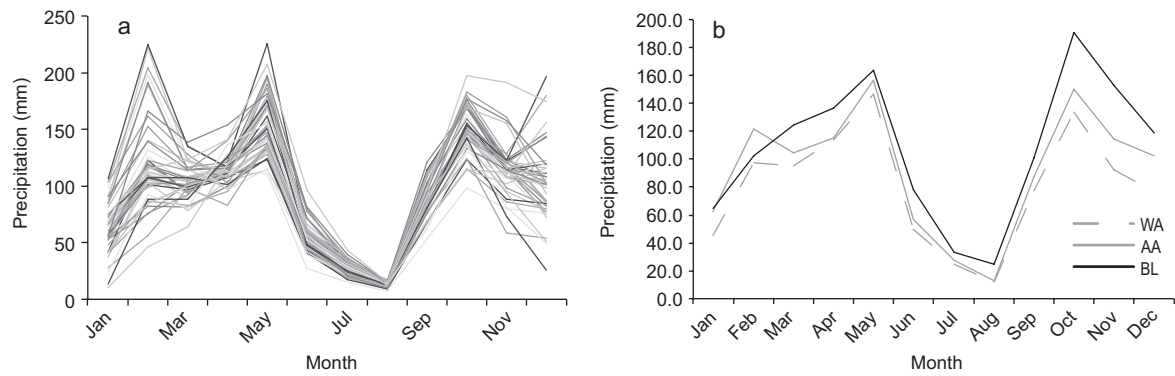 a
250
200
150
100
50
0
Precipitation (mm)
Jan Mar May Jul Sep Nov
Month
b
200.0
180.0
160.0
140.0
120.0
100.0
80.0
60.0
40.0
20.0
0.0
Precipitation (mm)
WA
AA
BL
Jan Feb Mar Apr May Jun Jul Aug Sep Oct Nov Dec
Month